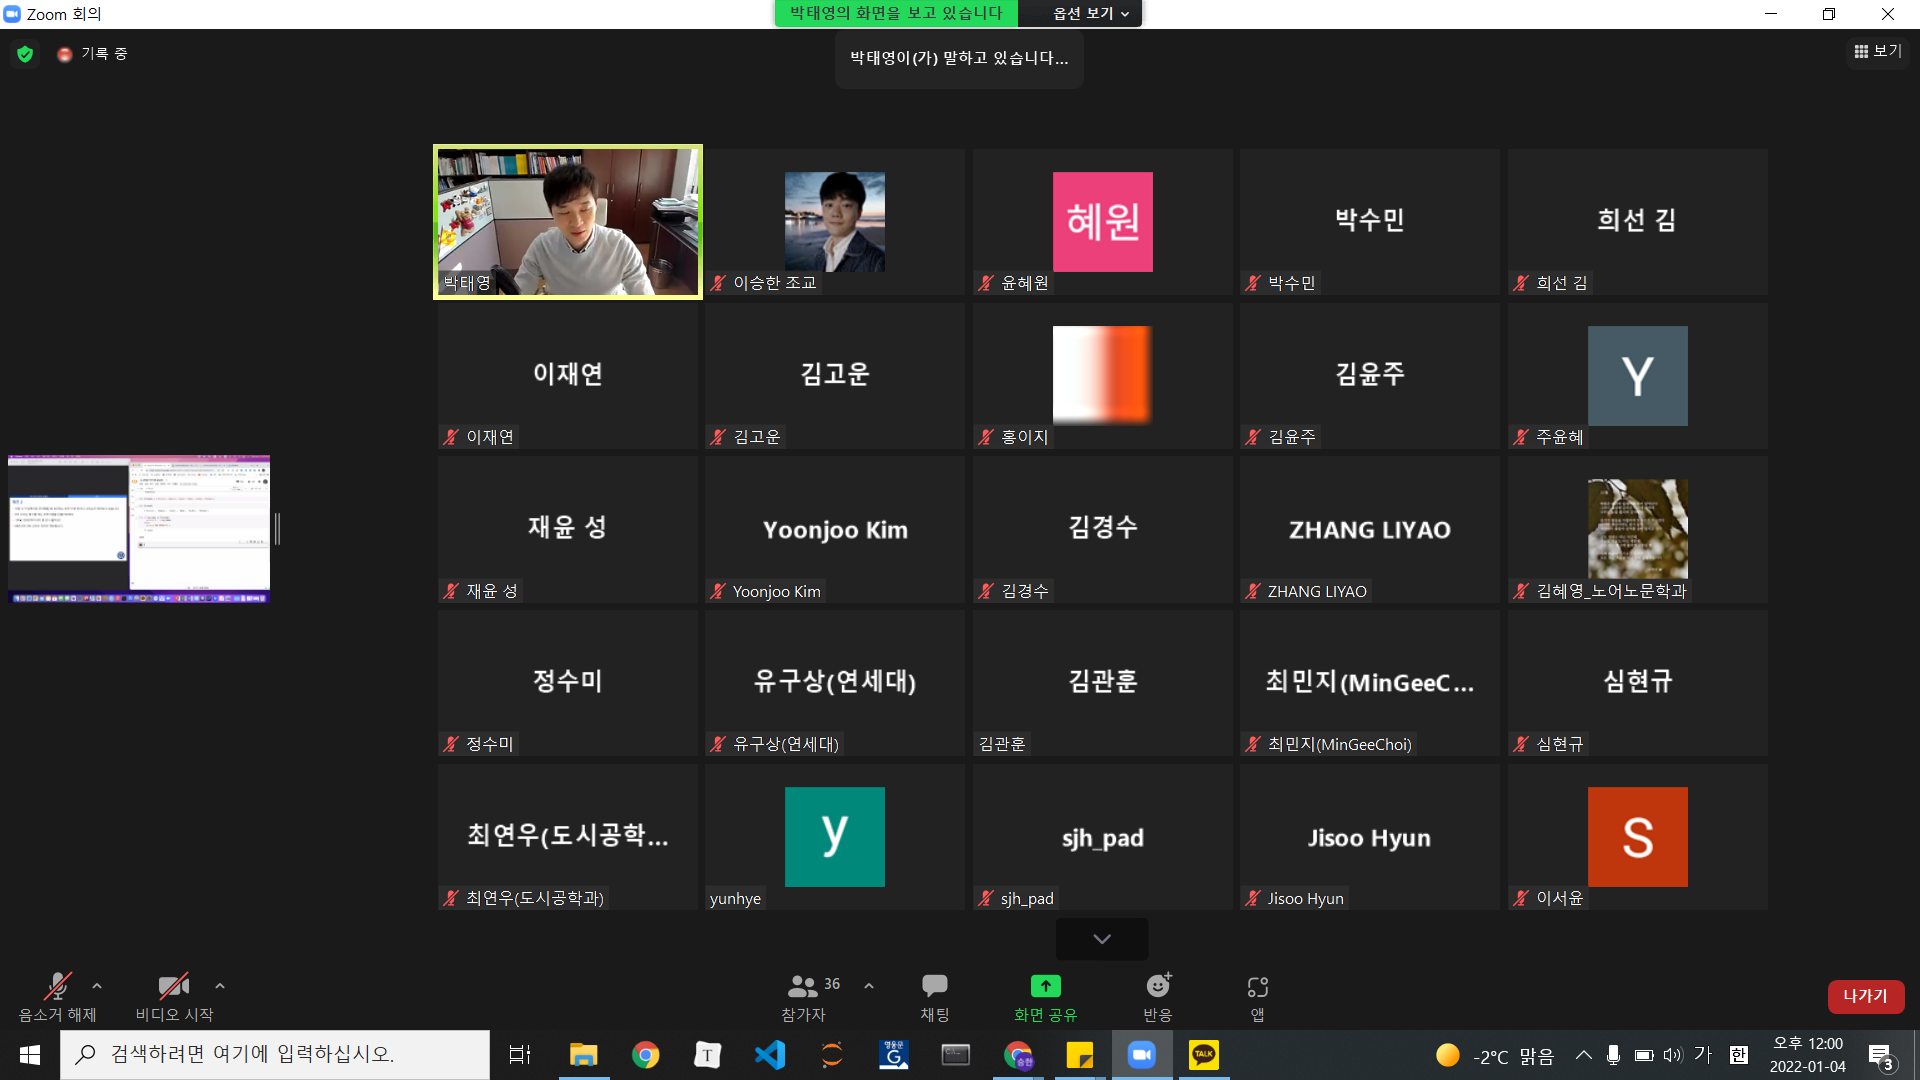 Zoom 회의
박태영의 화면을 보고 있습니다
옵션 보기
기록 중
박태영이(가) 말하고 있습니다...
보기
박태영
이승한 조교
혜원
윤혜원
박수민
박수민
희선 김
희선 김
이재연
이재연
김고운
김고운
홍이지
김윤주
김윤주
Y
주윤혜
재윤 성
재윤 성
Yoonjoo Kim
Yoonjoo Kim
김경수
김경수
ZHANG LIYAO
ZHANG LIYAO
김혜영_노어노문학과
정수미
정수미
유구상(연세대)
유구상(연세대)
김관훈
김관훈
최민지(MinGeeC...
최민지(MinGeeChoi)
심현규
심현규
최연우(도시공학...
최연우(도시공학과)
y
yunhye
sjh_pad
sjh_pad
Jisoo Hyun
Jisoo Hyun
S
이서윤
음소거 해제
비디오 시작
36
참가자
채팅
화면 공유
반응
앱
나가기
검색하려면 여기에 입력하십시오.
T
영웅문
G
승한
TALK
-2°C 맑음
가
한
오후 12:00
2022-01-04
3